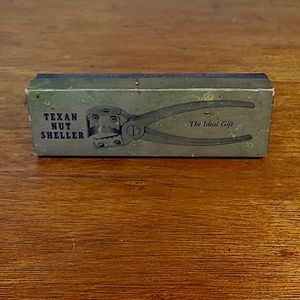 TEXAN
NUT
SHELLER
The Ideal Gift